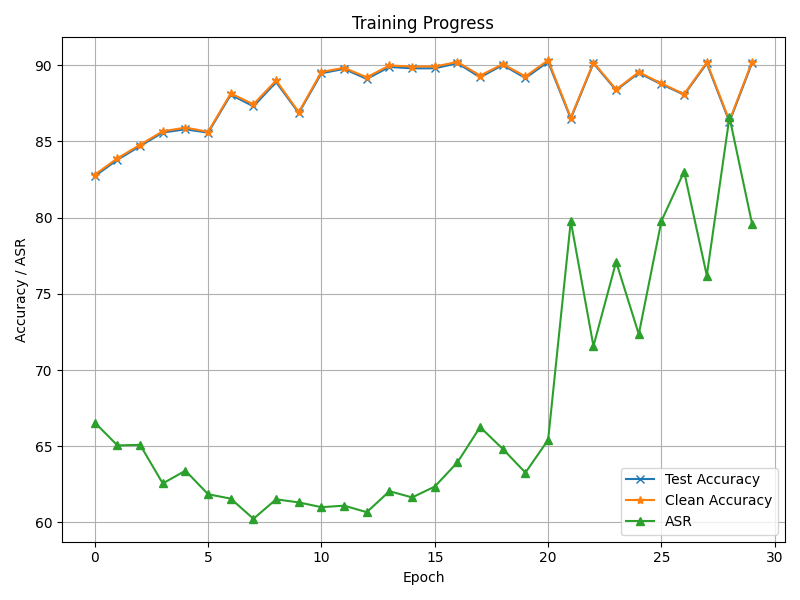 Training Progress
Accuracy / ASR
90
85
80
75
70
65
60
0 5 10 15 20 25 30
Epoch
Test Accuracy
Clean Accuracy
ASR